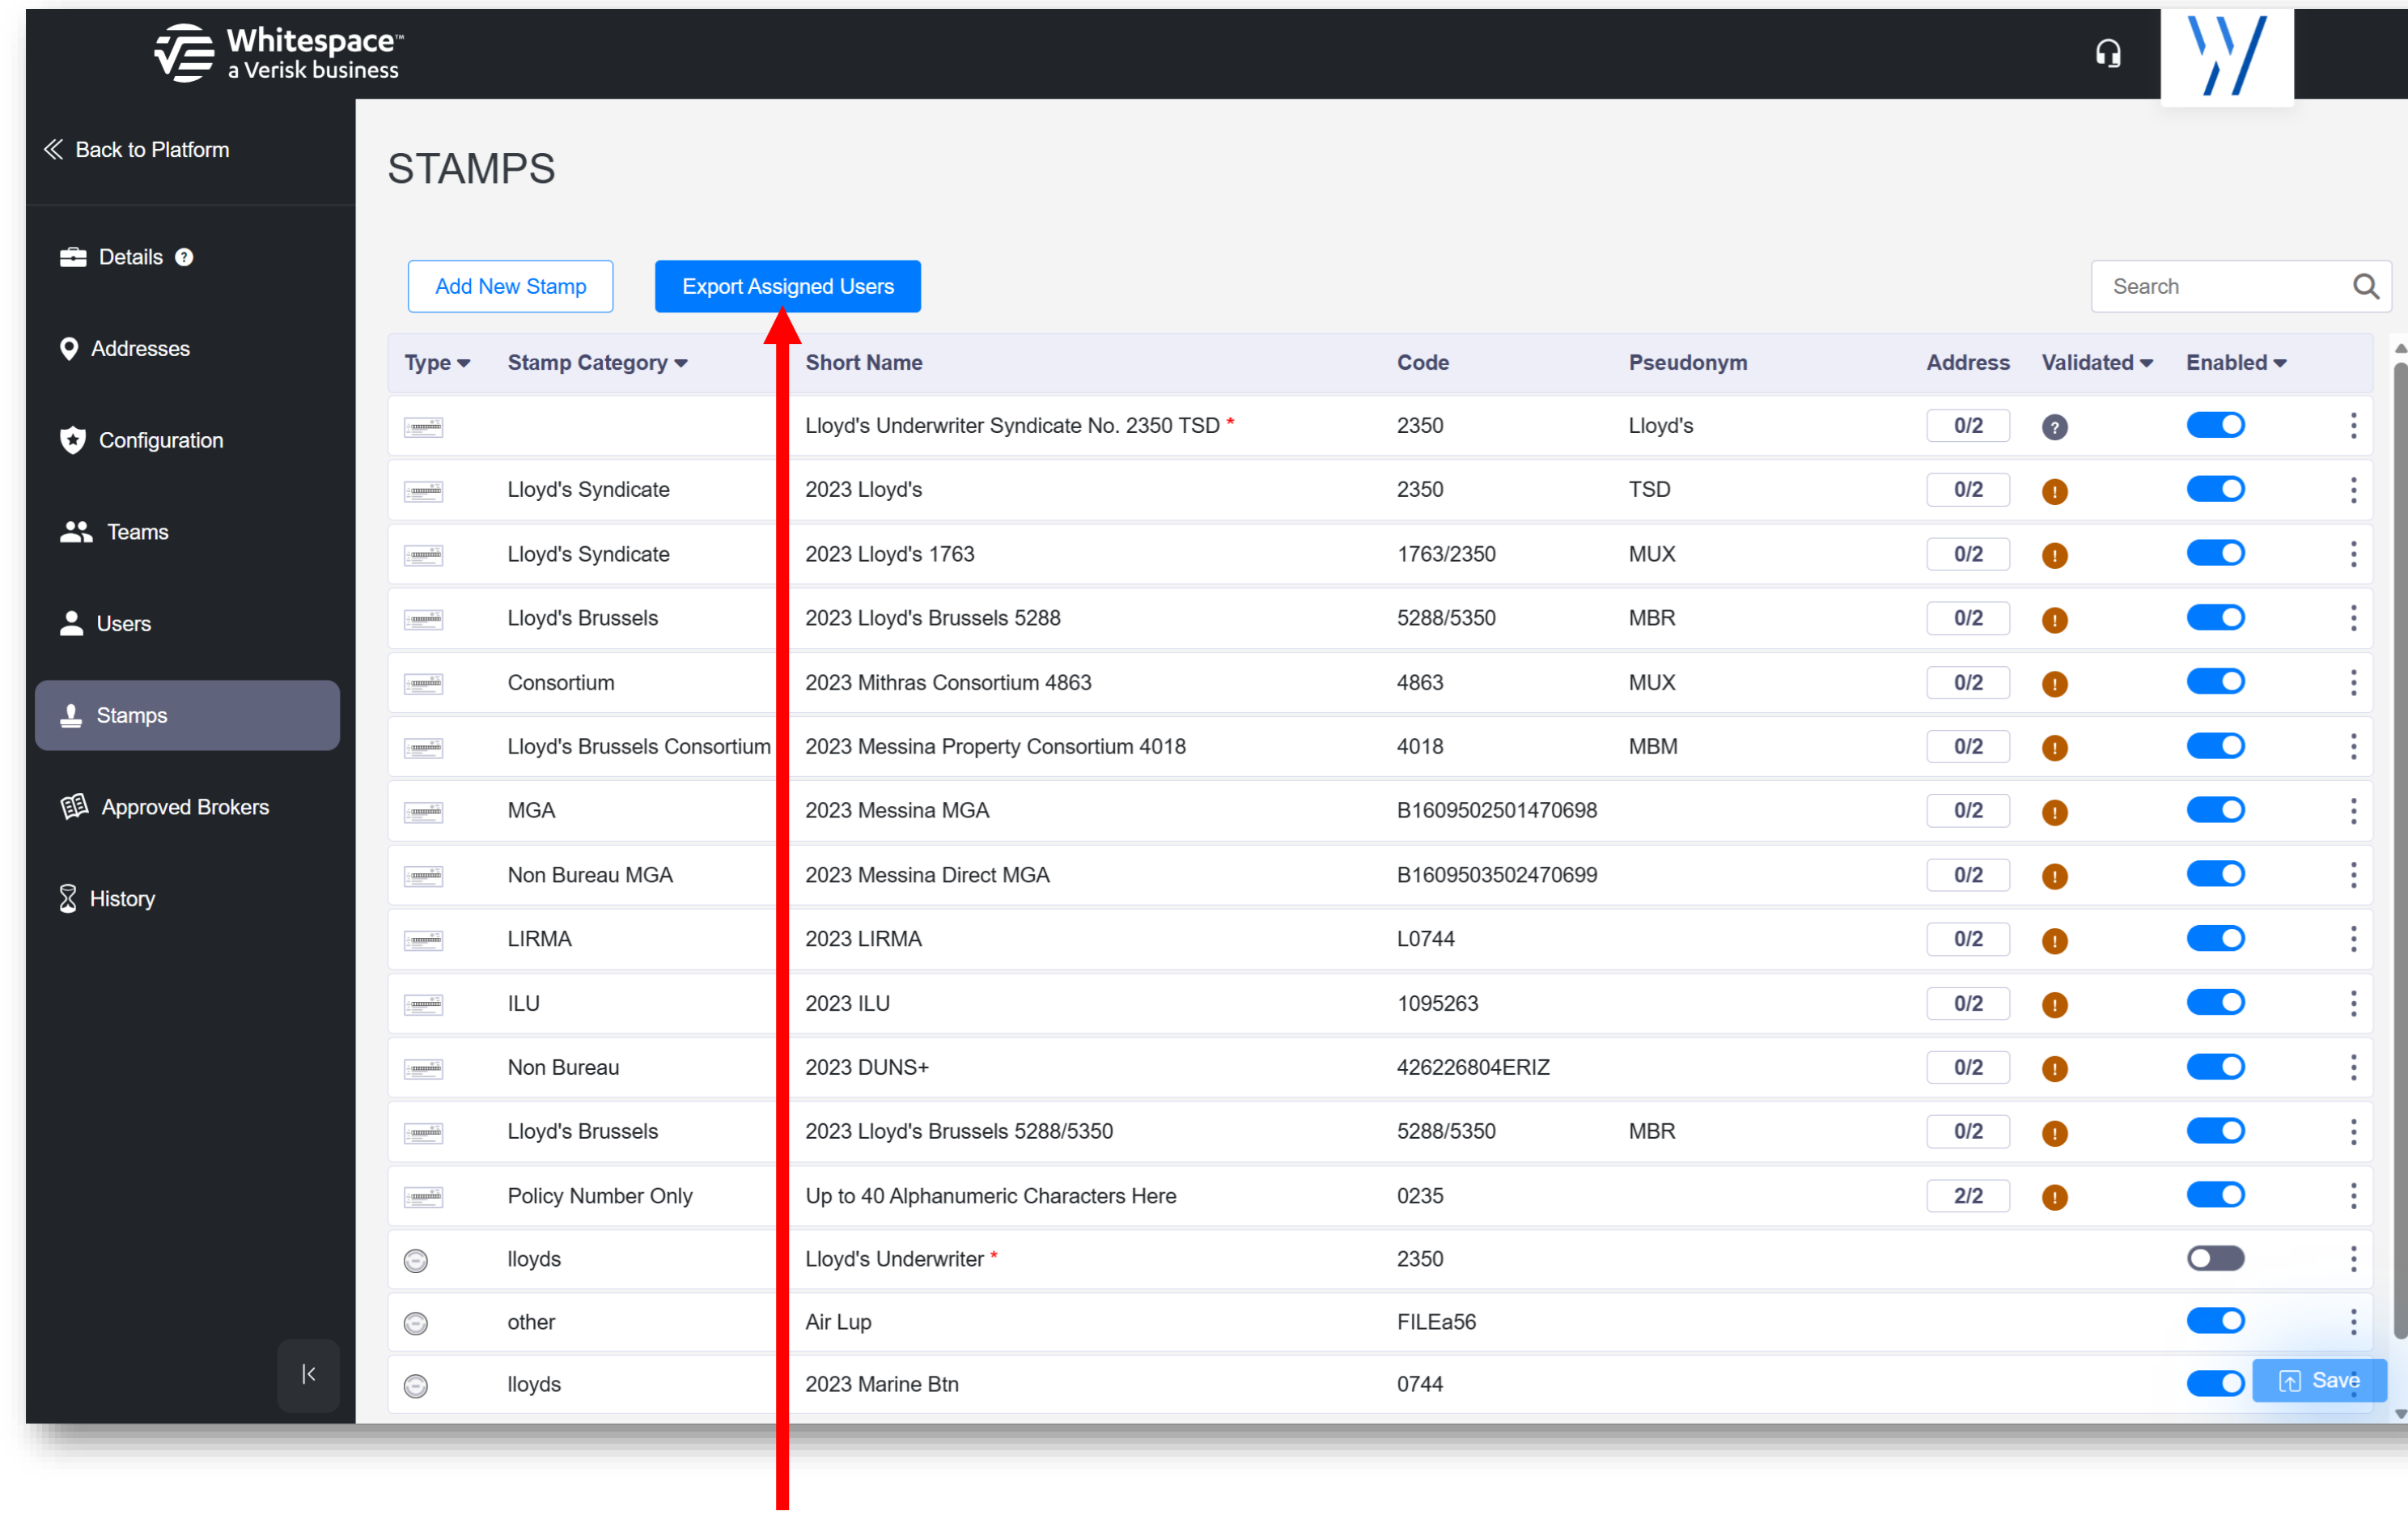 Whitespace™
a Verisk business
Back to Platform
STAMPS
Details ?
Addresses
Configuration
Teams
Users
Stamps
Approved Brokers
History
Add New Stamp Export Assigned Users Search
Type Stamp Category Short Name Code Pseudonym Address Validated Enabled
Lloyd's Underwriter Syndicate No. 2350 TSD * 2350 Lloyd's 0/2 ?
Lloyd's Syndicate 2023 Lloyd's 2350 TSD 0/2 !
Lloyd's Syndicate 2023 Lloyd's 1763 1763/2350 MUX 0/2 !
Lloyd's Brussels 2023 Lloyd's Brussels 5288 5288/5350 MBR 0/2 !
Consortium 2023 Mithras Consortium 4863 4863 MUX 0/2 !
Lloyd's Brussels Consortium 2023 Messina Property Consortium 4018 4018 MBM 0/2 !
MGA 2023 Messina MGA B1609502501470698 0/2 !
Non Bureau MGA 2023 Messina Direct MGA B1609503502470699 0/2 !
LIRMA 2023 LIRMA L0744 0/2 !
ILU 2023 ILU 1095263 0/2 !
Non Bureau 2023 DUNS+ 426226804ERIZ 0/2 !
Lloyd's Brussels 2023 Lloyd's Brussels 5288/5350 5288/5350 MBR 0/2 !
Policy Number Only Up to 40 Alphanumeric Characters Here 0235 2/2 !
lloyds Lloyd's Underwriter * 2350
other Air Lup FILEa56
lloyds 2023 Marine Btn 0744
Save